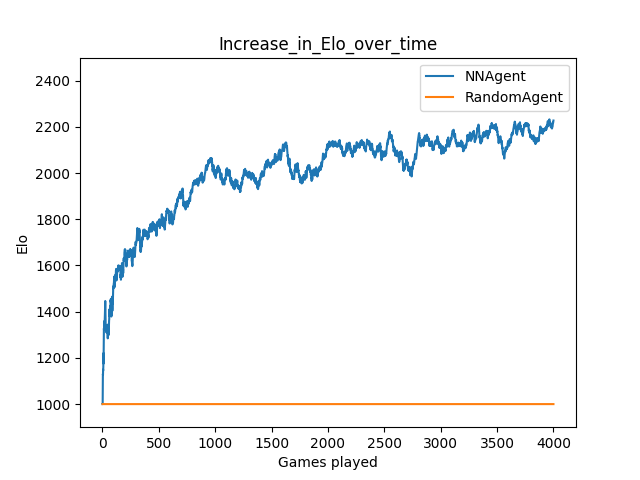 Increase_in_Elo_over_time
NNAgent
RandomAgent
2400
2200
2000
1800
1600
1400
1200
1000
Elo
0 500 1000 1500 2000 2500 3000 3500 4000
Games played